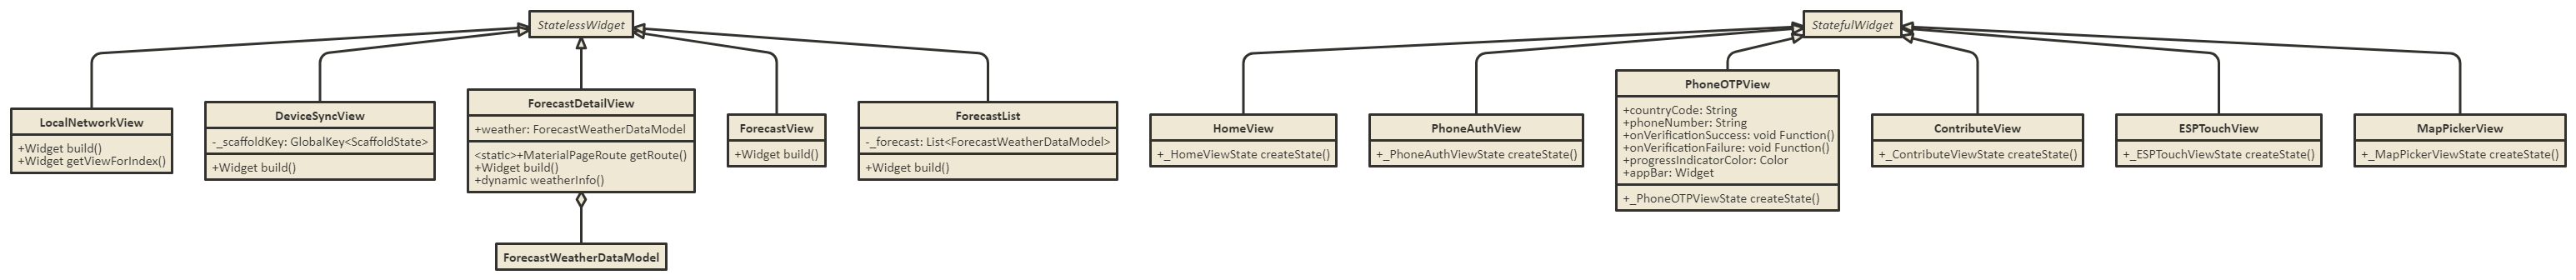 StatelessWidget
StatefulWidget
LocalNetworkView
+Widget build()
+Widget getViewForIndex()
DeviceSyncView
-_scaffoldKey: GlobalKey<ScaffoldState>
+Widget build()
ForecastDetailView
+weather: ForecastWeatherDataModel
<static>+MaterialPageRoute getRoute()
+Widget build()
+dynamic weatherInfo()
ForecastView
+Widget build()
ForecastList
-_forecast: List<ForecastWeatherDataModel>
+Widget build()
HomeView
+_HomeViewState createState()
PhoneAuthView
+_PhoneAuthViewState createState()
PhoneOTPView
+countryCode: String
+phoneNumber: String
+onVerificationSuccess: void Function()
+onVerificationFailure: void Function()
+progressIndicatorColor: Color
+appBar: Widget
+_PhoneOTPViewState createState()
ContributeView
+_ContributeViewState createState()
ESPTouchView
+_ESPTouchViewState createState()
MapPickerView
+_MapPickerViewState createState()
ForecastWeatherDataModel